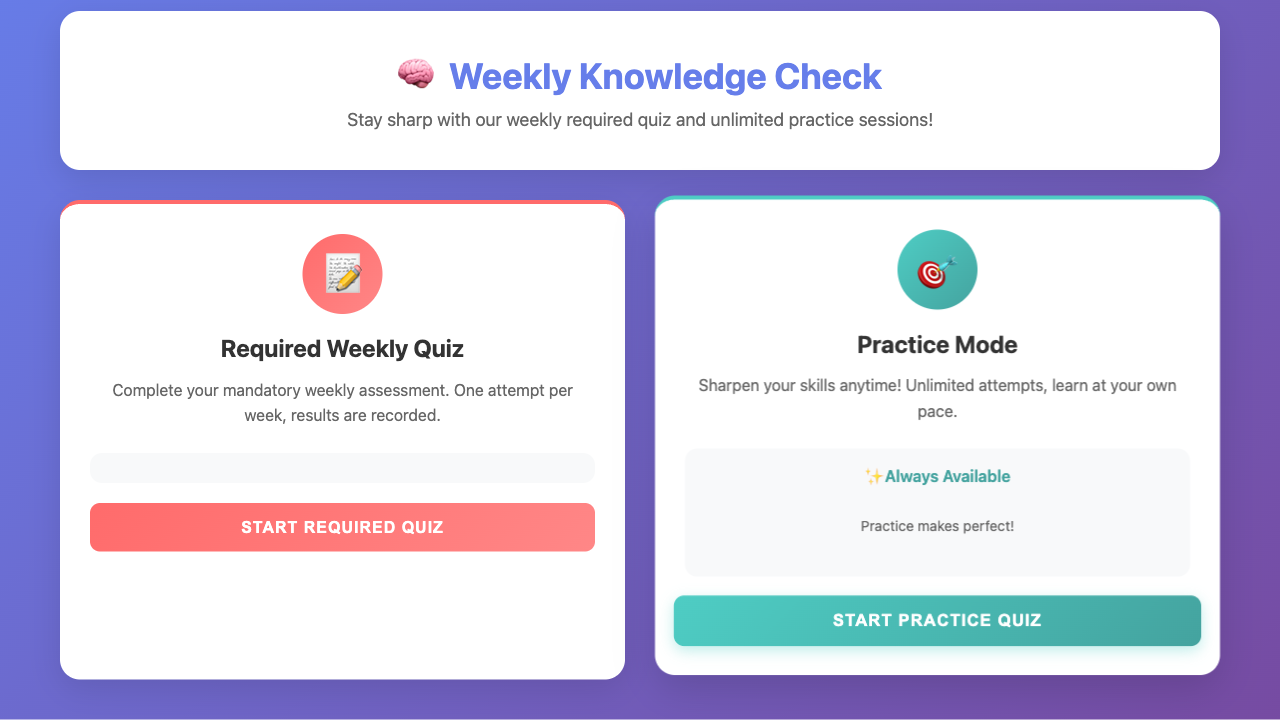 Weekly Knowledge Check
Stay sharp with our weekly required quiz and unlimited practice sessions!
Required Weekly Quiz
Complete your mandatory weekly assessment. One attempt per
week, results are recorded.
START REQUIRED QUIZ
Practice Mode
Sharpen your skills anytime! Unlimited attempts, learn at your own
pace.
✨Always Available
Practice makes perfect!
START PRACTICE QUIZ